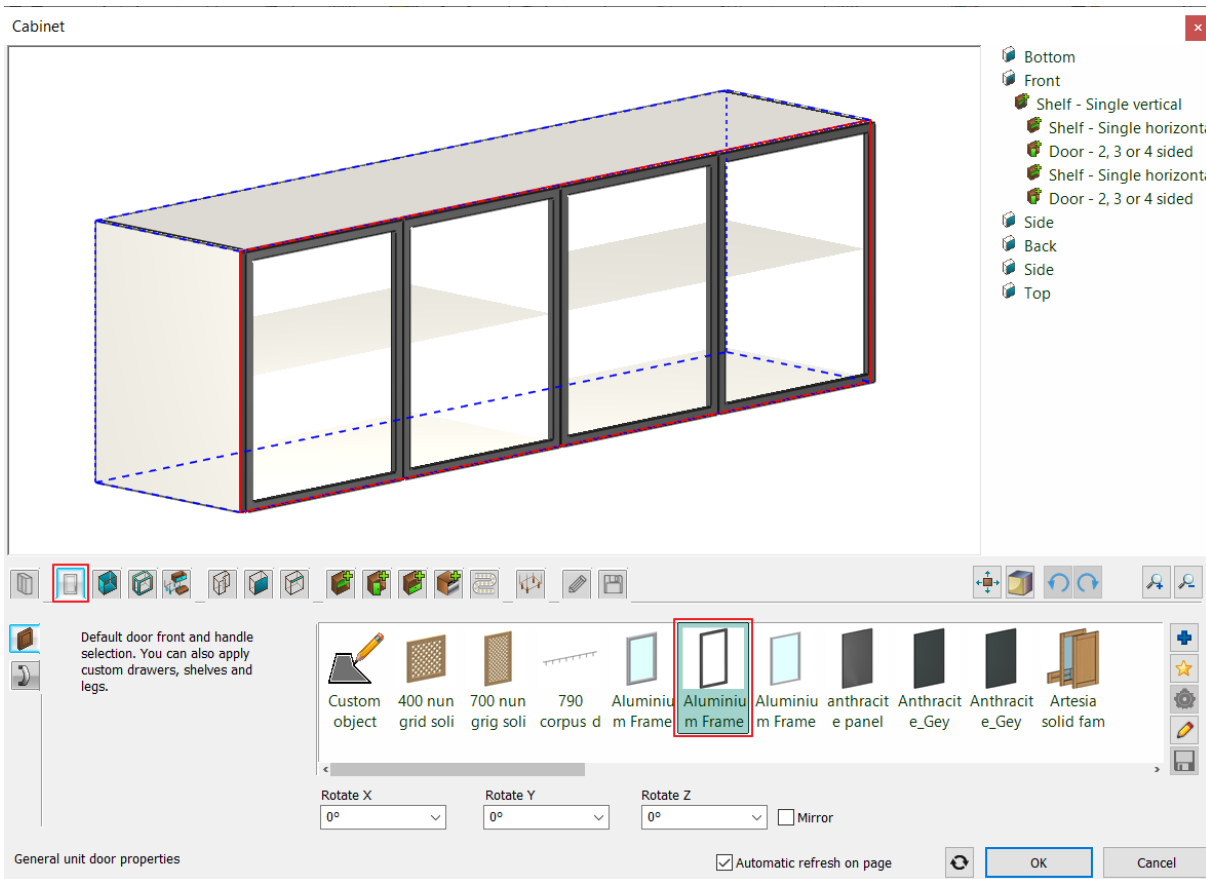 Cabinet
Bottom
Front
Shelf - Single vertical
Shelf - Single horizonta
Door - 2, 3 or 4 sided
Shelf - Single horizonta
Door - 2, 3 or 4 sided
Side
Back
Side
Top
Default door front and handle
selection. You can also apply
custom drawers, shelves and
legs.
Custom
object
400 nun
grid soli
700 nun
grig soli
790
corpus d
Aluminiu
m Frame
Aluminiu
m Frame
Aluminiu
m Frame
anthracit
e panel
Anthracit
e_Gey
Anthracit
e_Gey
Artesia
solid fam
Rotate X
Rotate Y
Rotate Z
0°
0°
0°
Mirror
General unit door properties
Automatic refresh on page
OK
Cancel